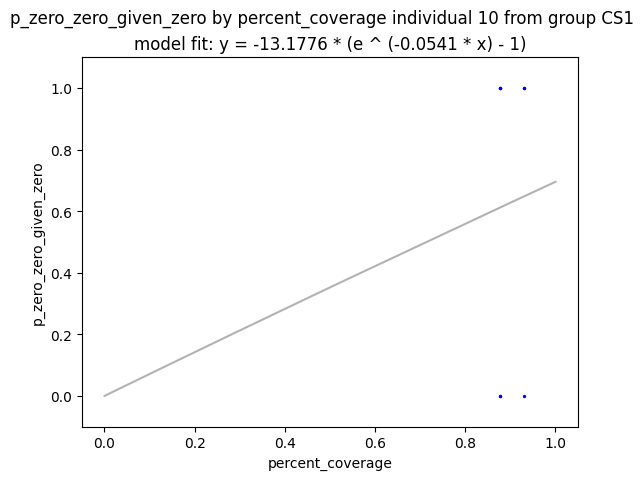 p_zero_zero_given_zero by percent_coverage individual 10 from group CS1
model fit: y = -13.1776 * (e ^ (-0.0541 * x) - 1)
1.0
0.8
0.6
0.4
0.2
0.0
p_zero_zero_given_zero
0.0 0.2 0.4 0.6 0.8 1.0
percent_coverage